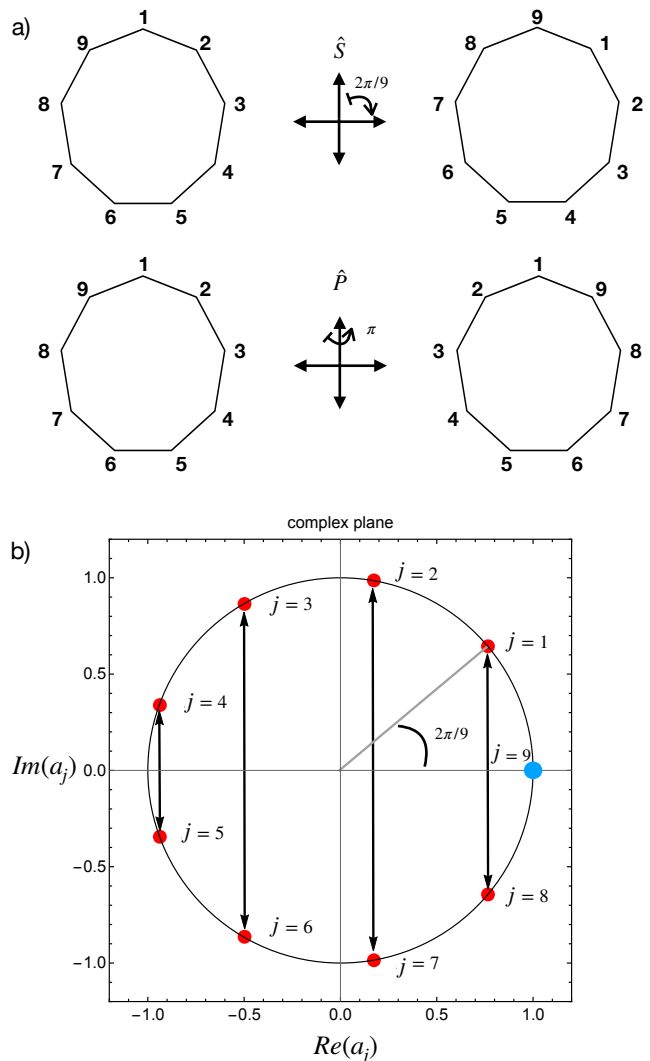 a)
1
9 2
8 3
7 4
6 5
Ŝ
2π/9
9
8 1
7 2
6 3
5 4
1
9 2
8 3
7 4
6 5
P̂
π
1
2 9
3 8
4 7
5 6
b)
complex plane
1.0
0.5
0.0
−0.5
−1.0
Im(a_j)
j = 2
j = 3
j = 1
j = 4
2π/9
j = 9
j = 5
j = 8
j = 6
j = 7
−1.0 −0.5 0.0 0.5 1.0
Re(a_j)